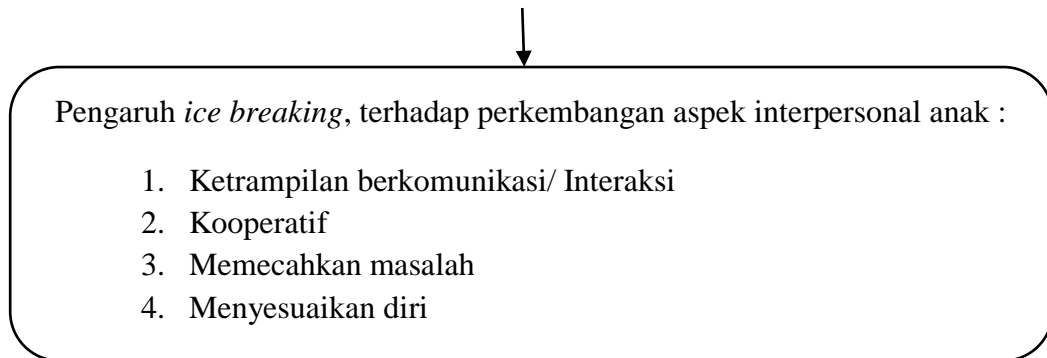 Pengaruh ice breaking, terhadap perkembangan aspek interpersonal anak :
1. Ketrampilan berkomunikasi/ Interaksi
2. Kooperatif
3. Memecahkan masalah
4. Menyesuaikan diri